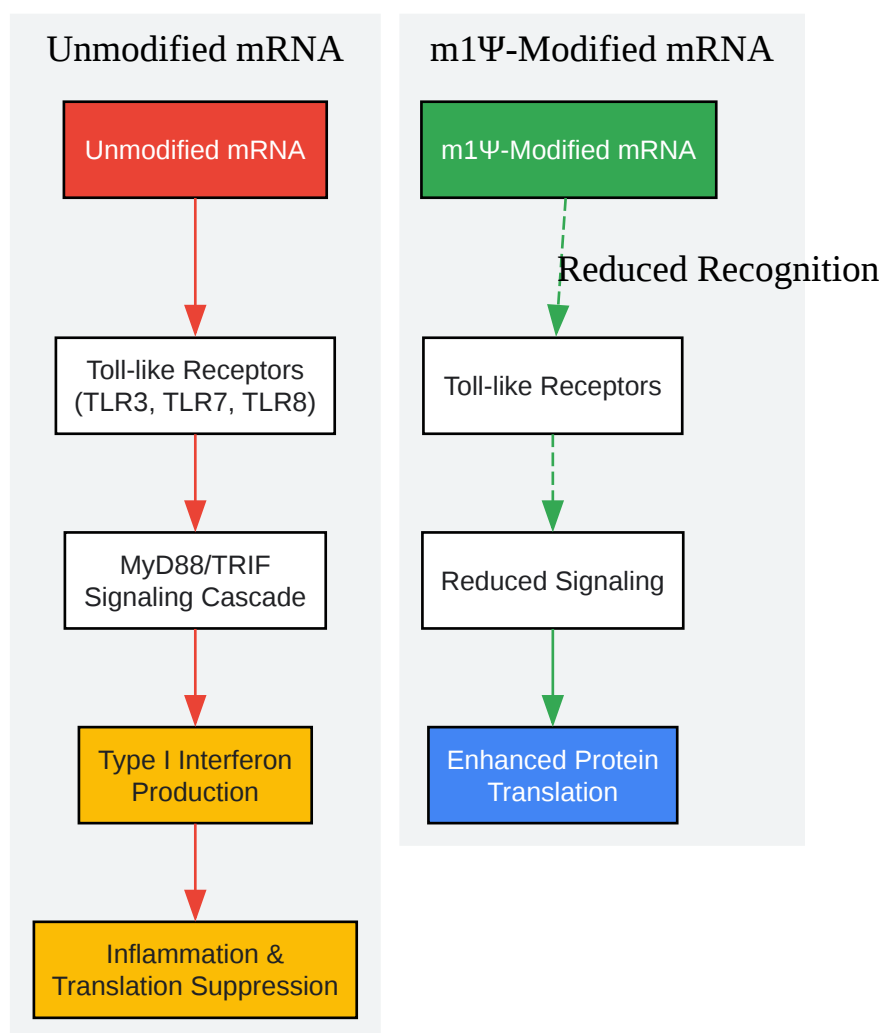 Unmodified mRNA
Unmodified mRNA
Toll-like Receptors
(TLR3, TLR7, TLR8)
MyD88/TRIF
Signaling Cascade
Type I Interferon
Production
Inflammation &
Translation Suppression
m1Ψ-Modified mRNA
m1Ψ-Modified mRNA
Reduced Recognition
Toll-like Receptors
Reduced Signaling
Enhanced Protein
Translation